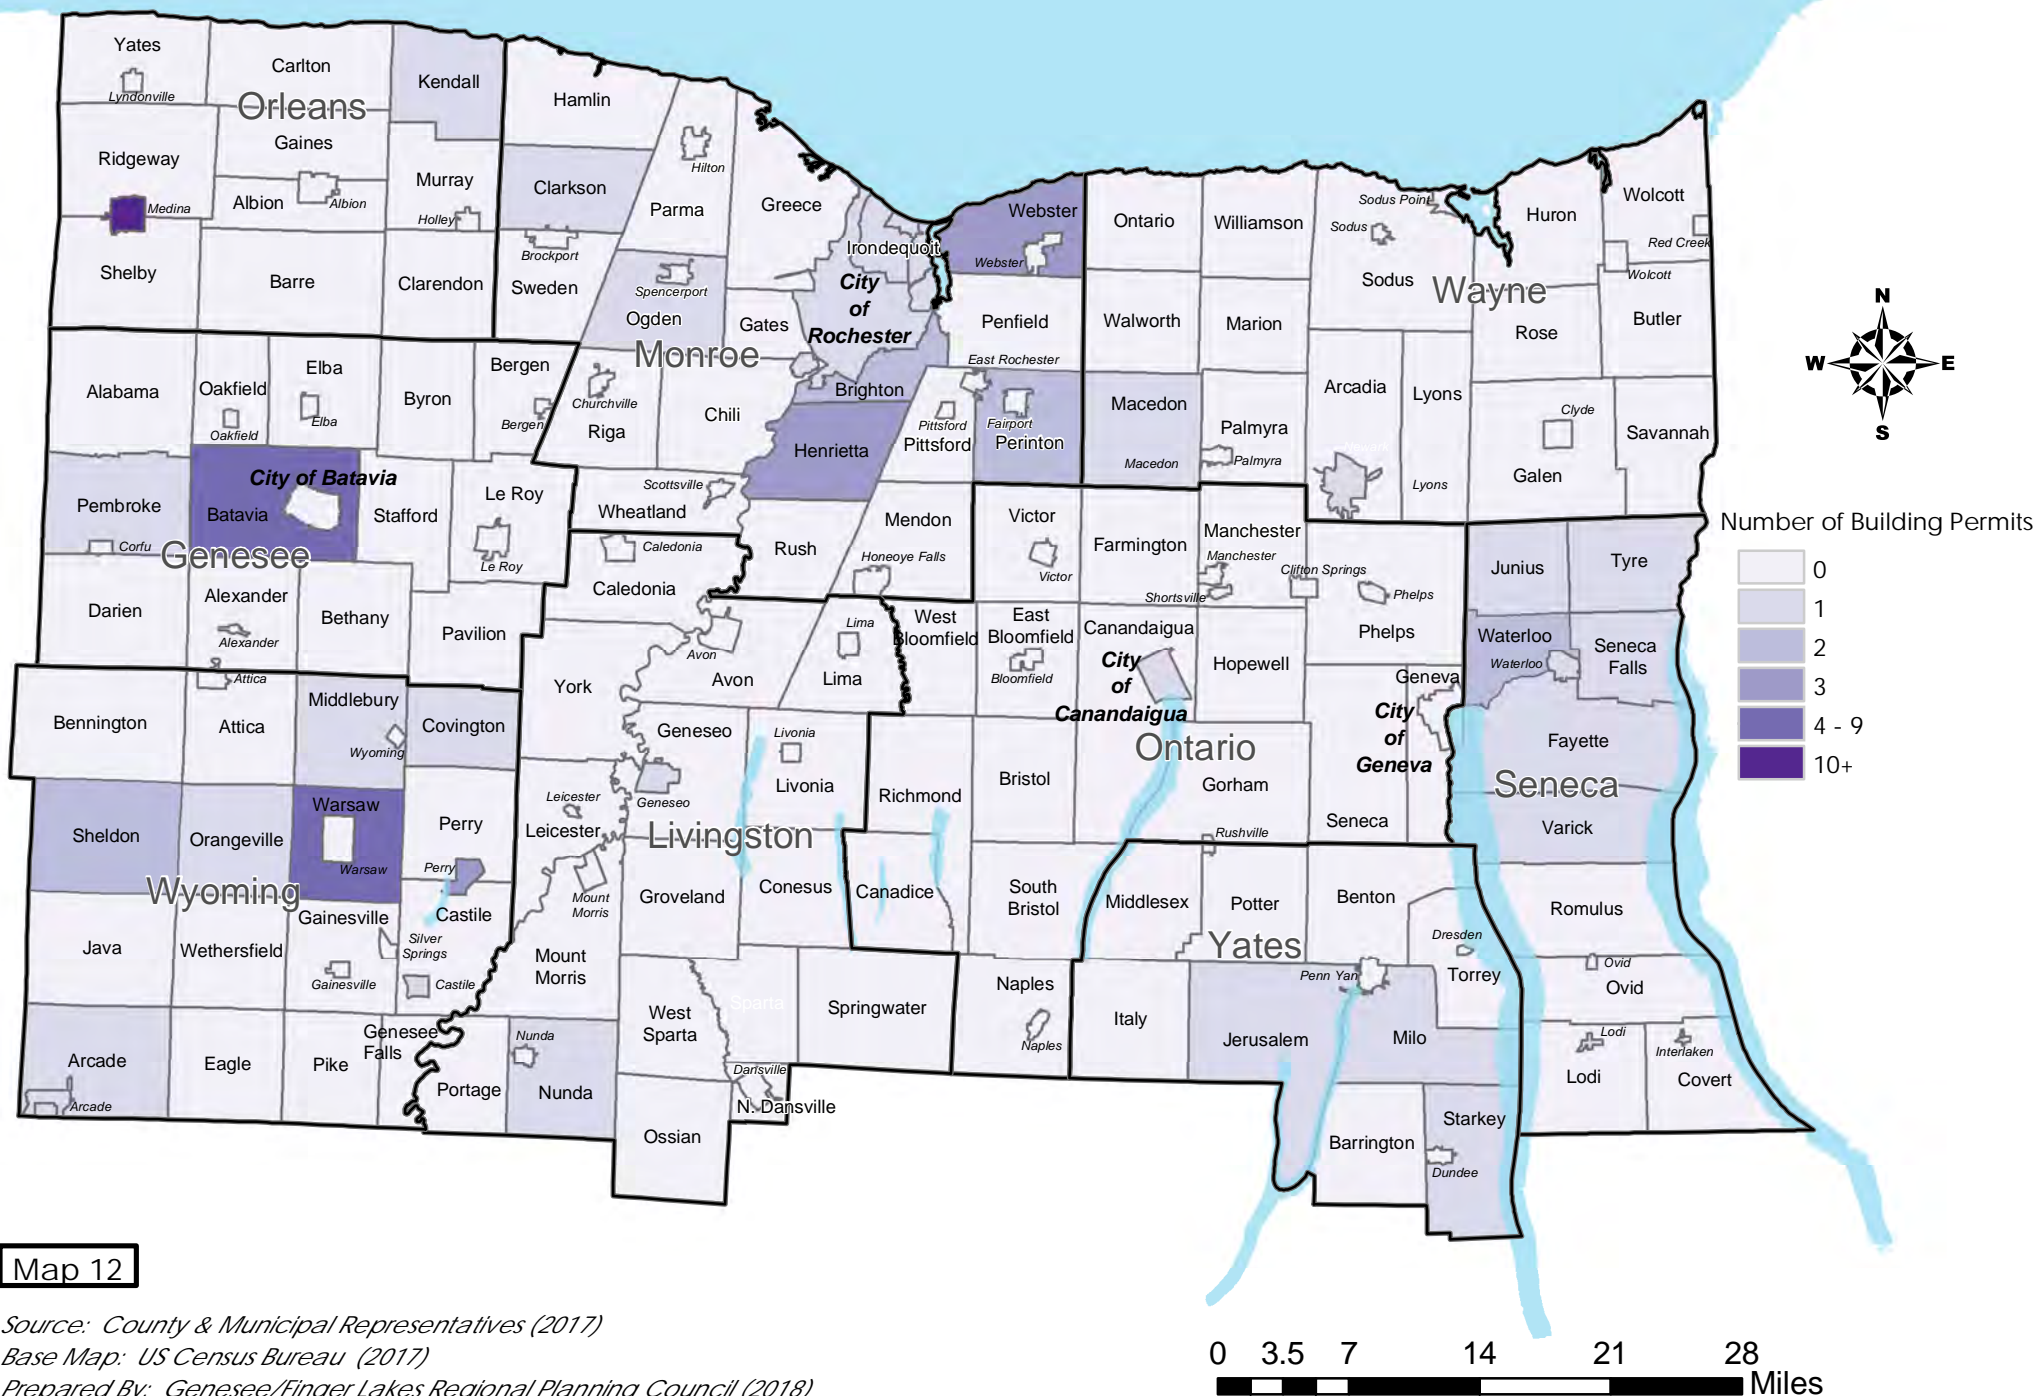 Yates
Lyndonville
Carlton
Kendall
Orleans
Gaines
Ridgeway
Medina
Albion
Albion
Murray
Holley
Shelby
Barre
Clarendon
Hamlin
Clarkson
Brockport
Sweden
Hilton
Parma
Greece
Spencerport
Ogden
Gates
Irondequoit
City
of
Rochester
Webster
Webster
Penfield
East Rochester
Monroe
Churchville
Riga
Chili
Brighton
Henrietta
Pittsford
Pittsford
Fairport
Perinton
Scottsville
Wheatland
Rush
Mendon
Honeoye Falls
Ontario
Williamson
Sodus Point
Sodus
Sodus
Huron
Wolcott
Red Creek
Wolcott
Wayne
Walworth
Marion
Rose
Butler
Macedon
Macedon
Palmyra
Palmyra
Arcadia
Newark
Lyons
Lyons
Clyde
Galen
Savannah
Alabama
Oakfield
Oakfield
Elba
Elba
Byron
Bergen
Bergen
Pembroke
Corfu
City of Batavia
Batavia
Stafford
Le Roy
Le Roy
Genesee
Darien
Alexander
Alexander
Bethany
Pavilion
Caledonia
Caledonia
Avon
Avon
Lima
Lima
York
Geneseo
Geneseo
Livonia
Livonia
Leicester
Leicester
Livingston
Mount
Morris
Mount
Morris
Groveland
Conesus
West
Sparta
Sparta
Springwater
Nunda
Nunda
Portage
Dansville
N. Dansville
Ossian
Bennington
Attica
Attica
Middlebury
Wyoming
Covington
Sheldon
Orangeville
Warsaw
Warsaw
Perry
Perry
Wyoming
Java
Wethersfield
Gainesville
Gainesville
Silver
Springs
Castile
Castile
Arcade
Arcade
Eagle
Pike
Genesee
Falls
Victor
Victor
Farmington
Manchester
Manchester
Clifton Springs
Shortsville
Phelps
Phelps
West
Bloomfield
East
Bloomfield
Bloomfield
Canandaigua
City
of
Canandaigua
Hopewell
Geneva
City
of
Geneva
Ontario
Richmond
Bristol
Gorham
Rushville
Seneca
Canadice
South
Bristol
Naples
Naples
Middlesex
Potter
Benton
Yates
Dresden
Torrey
Penn Yan
Italy
Jerusalem
Milo
Barrington
Starkey
Dundee
Junius
Tyre
Waterloo
Waterloo
Seneca
Falls
Fayette
Seneca
Varick
Romulus
Ovid
Ovid
Lodi
Lodi
Interlaken
Covert
N
W
E
S
Number of Building Permits
0
1
2
3
4 - 9
10+
Map 12
Source: County & Municipal Representatives (2017)
Base Map: US Census Bureau (2017)
Prepared By: Genesee/Finger Lakes Regional Planning Council (2018)
0 3.5 7 14 21 28
Miles